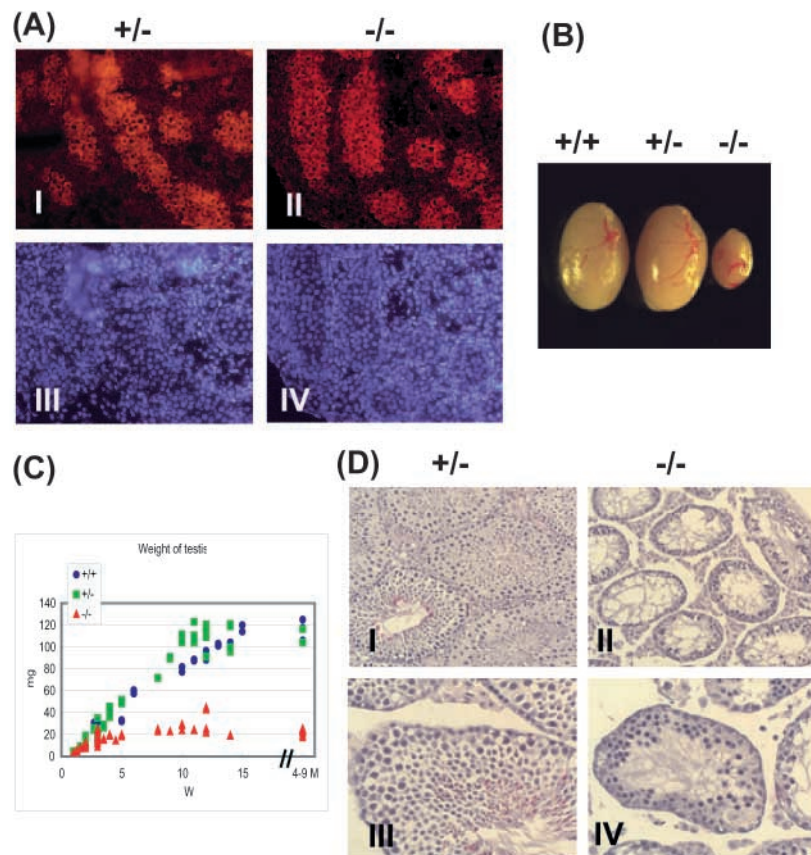 (A)
+/-
-/-
I
II
III
IV
(B)
+/+
+/-
-/-
(C)
Weight of testis
+/+
+/-
-/-
140
120
100
80
60
40
20
0
mg
0
5
10
15
//
4-9 M
W
(D)
+/-
-/-
I
II
III
IV